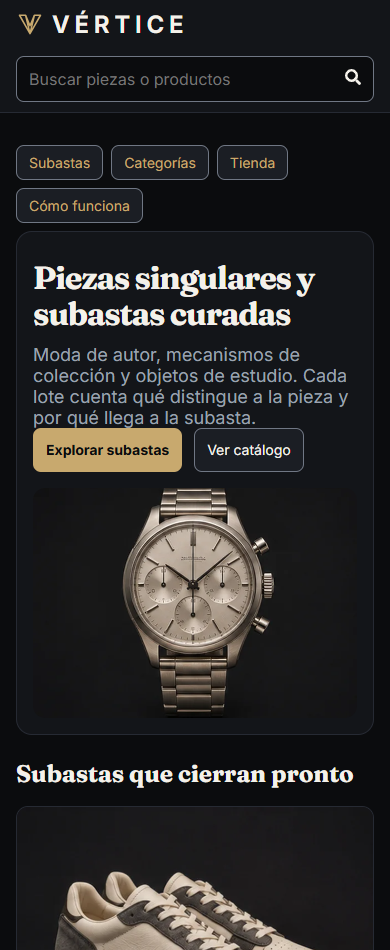 VÉRTICE
Buscar piezas o productos
Subastas
Categorías
Tienda
Cómo funciona
Piezas singulares y
subastas curadas
Moda de autor, mecanismos de
colección y objetos de estudio. Cada
lote cuenta qué distingue a la pieza y
por qué llega a la subasta.
Explorar subastas
Ver catálogo
Subastas que cierran pronto